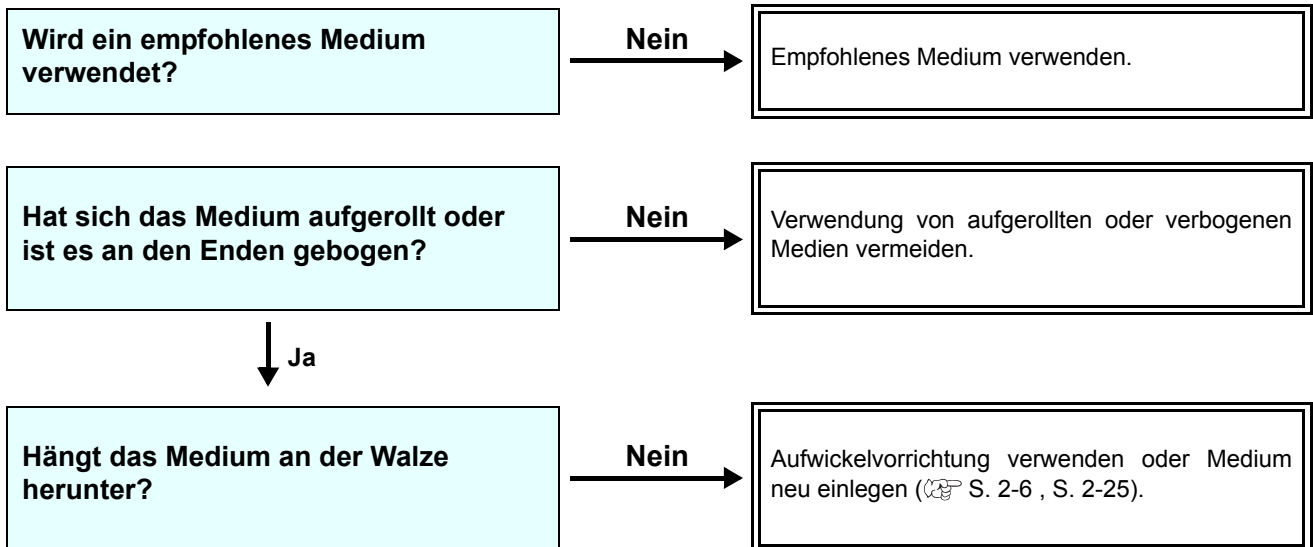 Wird ein empfohlenes Medium
verwendet?
Nein
Empfohlenes Medium verwenden.
Hat sich das Medium aufgerollt oder
ist es an den Enden gebogen?
Nein
Verwendung von aufgerollten oder verbogenen
Medien vermeiden.
Ja
Hängt das Medium an der Walze
herunter?
Nein
Aufwickelvorrichtung verwenden oder Medium
neu einlegen (☞ S. 2-6 , S. 2-25).